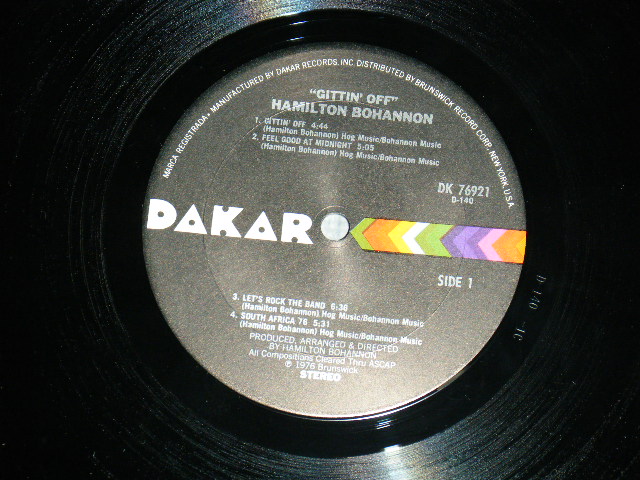 MARCA REGISTRADA • MANUFACTURED BY DAKAR RECORDS, INC DISTRIBUTED BY BRUNSWICK RECORD CORP. NEW YORK, U.S.A.
"GITTIN' OFF"
HAMILTON BOHANNON
1. GITTIN' OFF 4:44
(Hamilton Bohannon) Hog Music/Bohannon Music
2. FEEL GOOD AT MIDNIGHT 5:05
(Hamilton Bohannon) Hog Music/Bohannon Music
DK 76921
D-140
DAKAR
SIDE 1
3. LET'S ROCK THE BAND 6:30
(Hamilton Bohannon) Hog Music/Bohannon Music
4. SOUTH AFRICA '76 5:31
(Hamilton Bohannon) Hog Music/Bohannon Music
PRODUCED, ARRANGED & DIRECTED
BY HAMILTON BOHANNON
All Compositions Cleared Thru ASCAP
℗ 1976 Brunswick
STEREO
D 140 - 1C